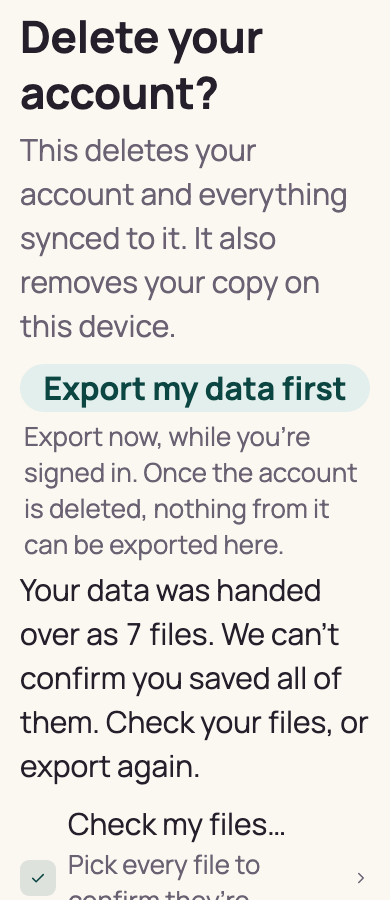 Delete your
account?
This deletes your
account and everything
synced to it. It also
removes your copy on
this device.
Export my data first
Export now, while you’re
signed in. Once the account
is deleted, nothing from it
can be exported here.
Your data was handed
over as 7 files. We can’t
confirm you saved all of
them. Check your files, or
export again.
Check my files…
Pick every file to
confirm they’re